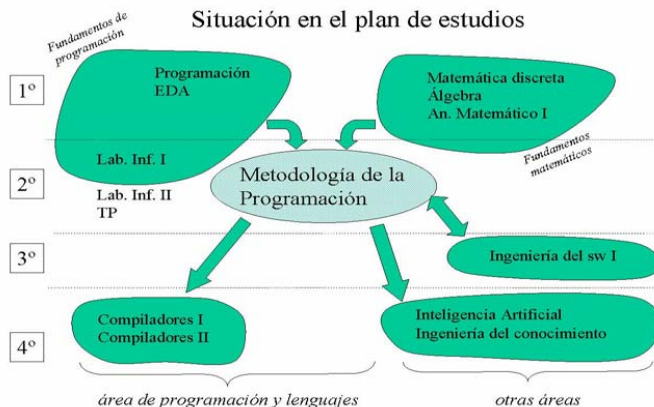 Situación en el plan de estudios
Fundamentos de
programación
1º
Programación
EDA
Matemática discreta
Álgebra
An. Matemático I
Lab. Inf. I
Fundamentos
matemáticos
2º
Lab. Inf. II
TP
Metodología de la
Programación
3º
Ingeniería del sw I
4º
Compiladores I
Compiladores II
Inteligencia Artificial
Ingeniería del conocimiento
área de programación y lenguajes
otras áreas